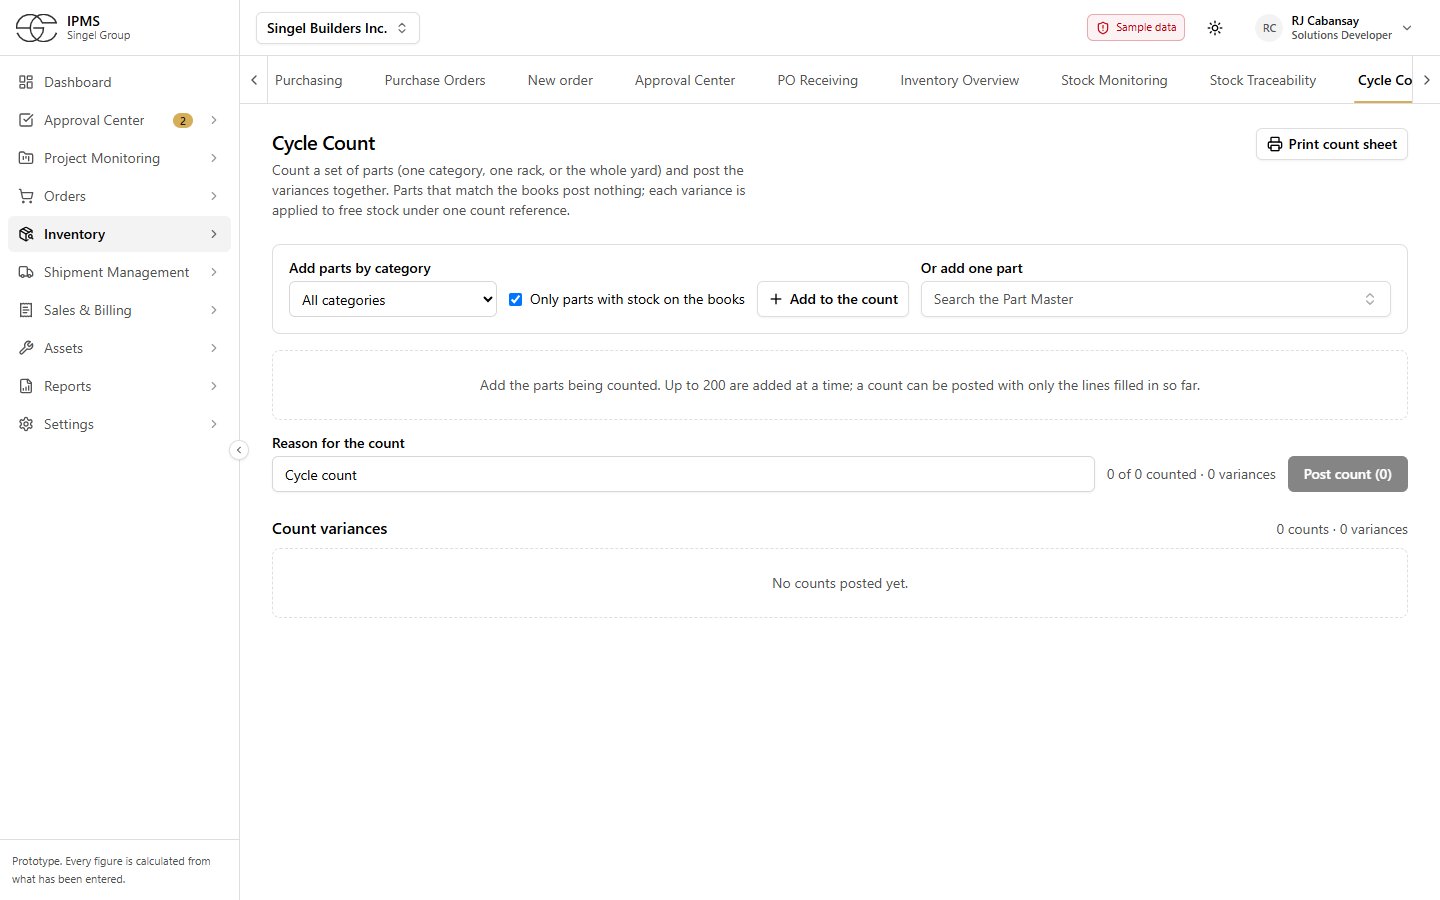 IPMS
Singel Group
Singel Builders Inc.
Sample data
RC
RJ Cabansay
Solutions Developer
Dashboard
Approval Center
2
Project Monitoring
Orders
Inventory
Shipment Management
Sales & Billing
Assets
Reports
Settings
Prototype. Every figure is calculated from
what has been entered.
Purchasing
Purchase Orders
New order
Approval Center
PO Receiving
Inventory Overview
Stock Monitoring
Stock Traceability
Cycle Co
Cycle Count
Print count sheet
Count a set of parts (one category, one rack, or the whole yard) and post the
variances together. Parts that match the books post nothing; each variance is
applied to free stock under one count reference.
Add parts by category
Or add one part
All categories
Only parts with stock on the books
Add to the count
Search the Part Master
Add the parts being counted. Up to 200 are added at a time; a count can be posted with only the lines filled in so far.
Reason for the count
Cycle count
0 of 0 counted · 0 variances
Post count (0)
Count variances
0 counts · 0 variances
No counts posted yet.